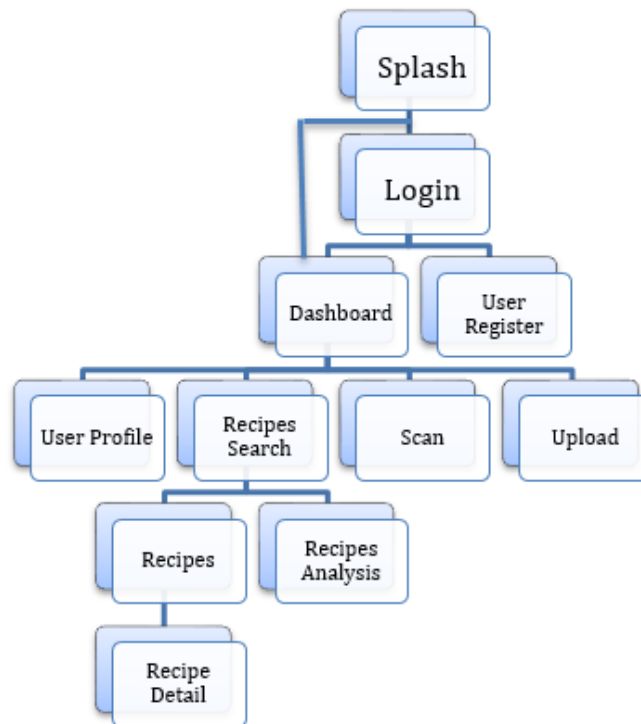 Splash
Login
Dashboard
User
Register
User Profile
Recipes
Search
Scan
Upload
Recipes
Recipes
Analysis
Recipe
Detail